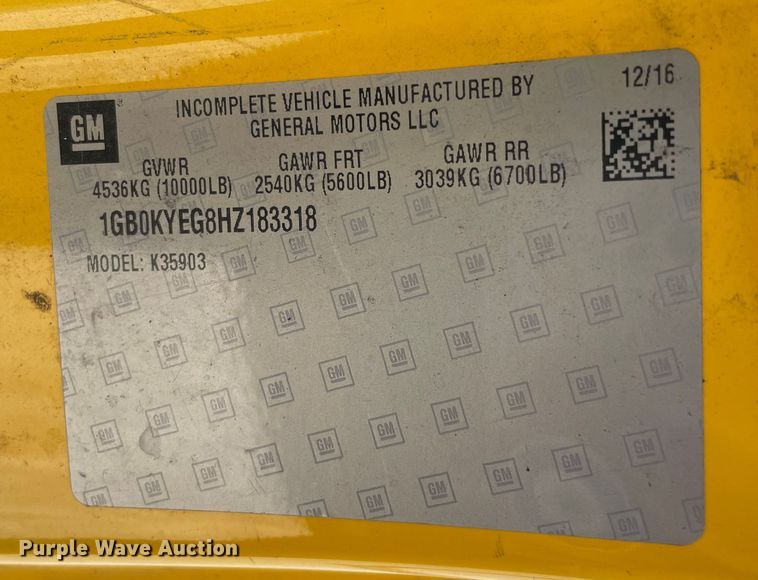 12/16
GM
INCOMPLETE VEHICLE MANUFACTURED BY
GENERAL MOTORS LLC
GVWR GAWR FRT GAWR RR
4536KG (10000LB) 2540KG (5600LB) 3039KG (6700LB)
1GB0KYEG8HZ183318
MODEL: K35903
Purple Wave Auction